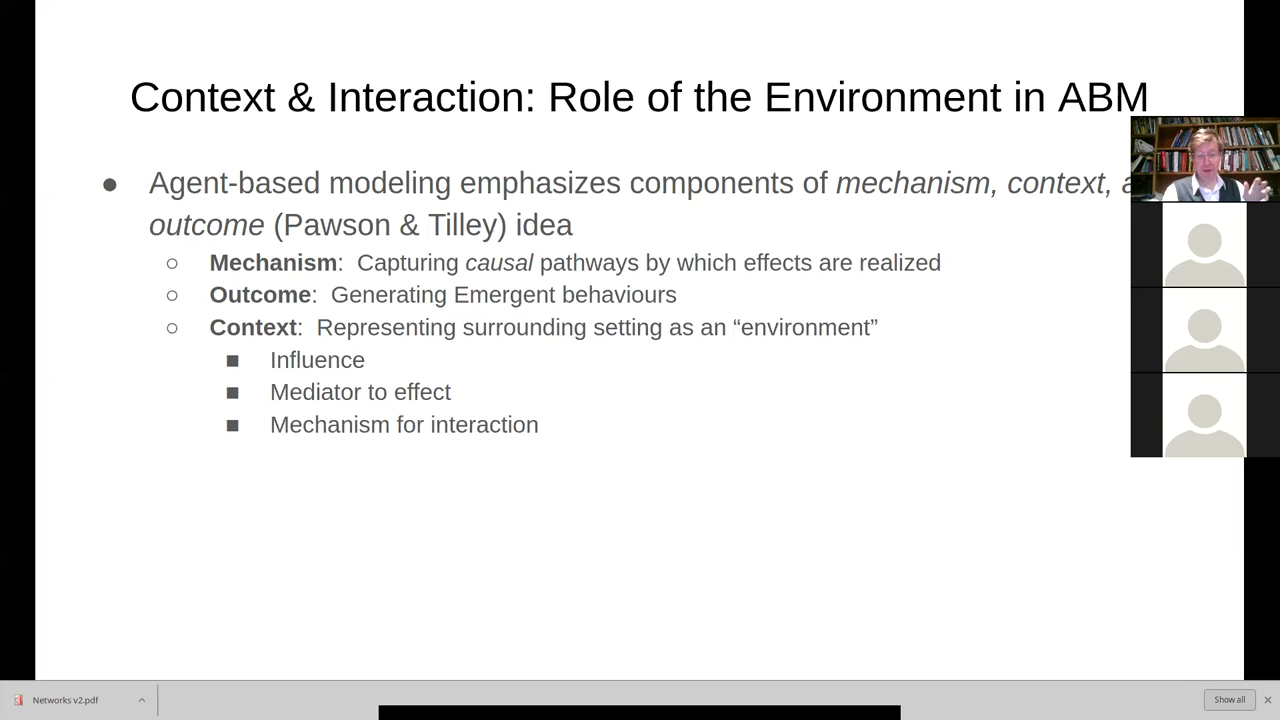 Context & Interaction: Role of the Environment in ABM
● Agent-based modeling emphasizes components of mechanism, context,
outcome (Pawson & Tilley) idea
○ Mechanism: Capturing causal pathways by which effects are realized
○ Outcome: Generating Emergent behaviours
○ Context: Representing surrounding setting as an “environment”
■ Influence
■ Mediator to effect
■ Mechanism for interaction
Networks v2.pdf
Show all